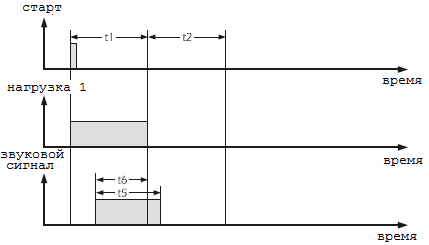 старт
t1
t2
время
нагрузка 1
звуковой
сигнал
время
t6
t5
время